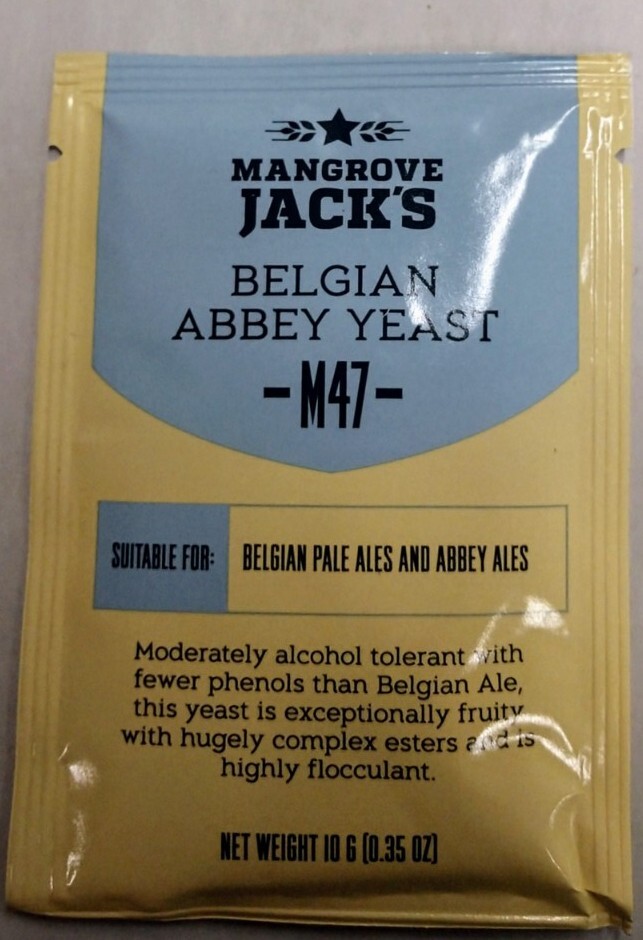 MANGROVE
JACK'S
BELGIAN
ABBEY YEAST
-M47-
SUITABLE FOR: BELGIAN PALE ALES AND ABBEY ALES
Moderately alcohol tolerant with
fewer phenols than Belgian Ale,
this yeast is exceptionally fruity
with hugely complex esters and is
highly flocculant.
NET WEIGHT 10 G (0.35 OZ)